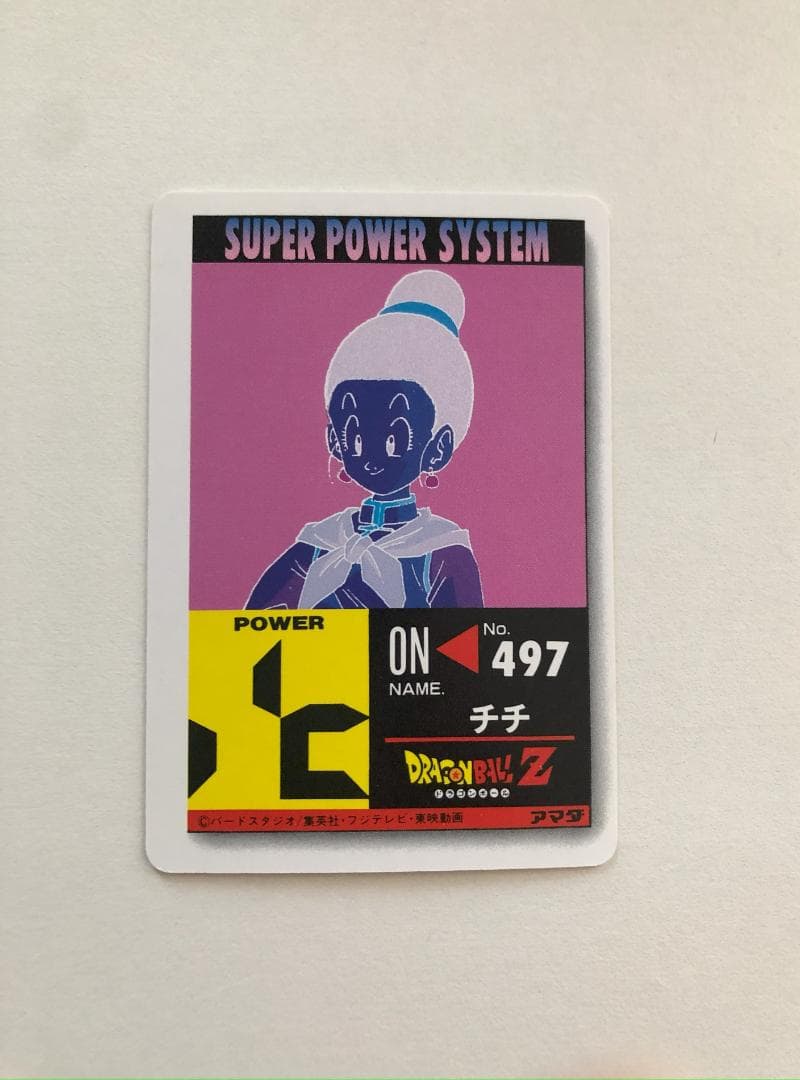 SUPER POWER SYSTEM
POWER
ON
No.
497
NAME.
チチ
DRAGON BALL Z
ドラゴンボール
©バードスタジオ/集英社・フジテレビ・東映動画
アマダ